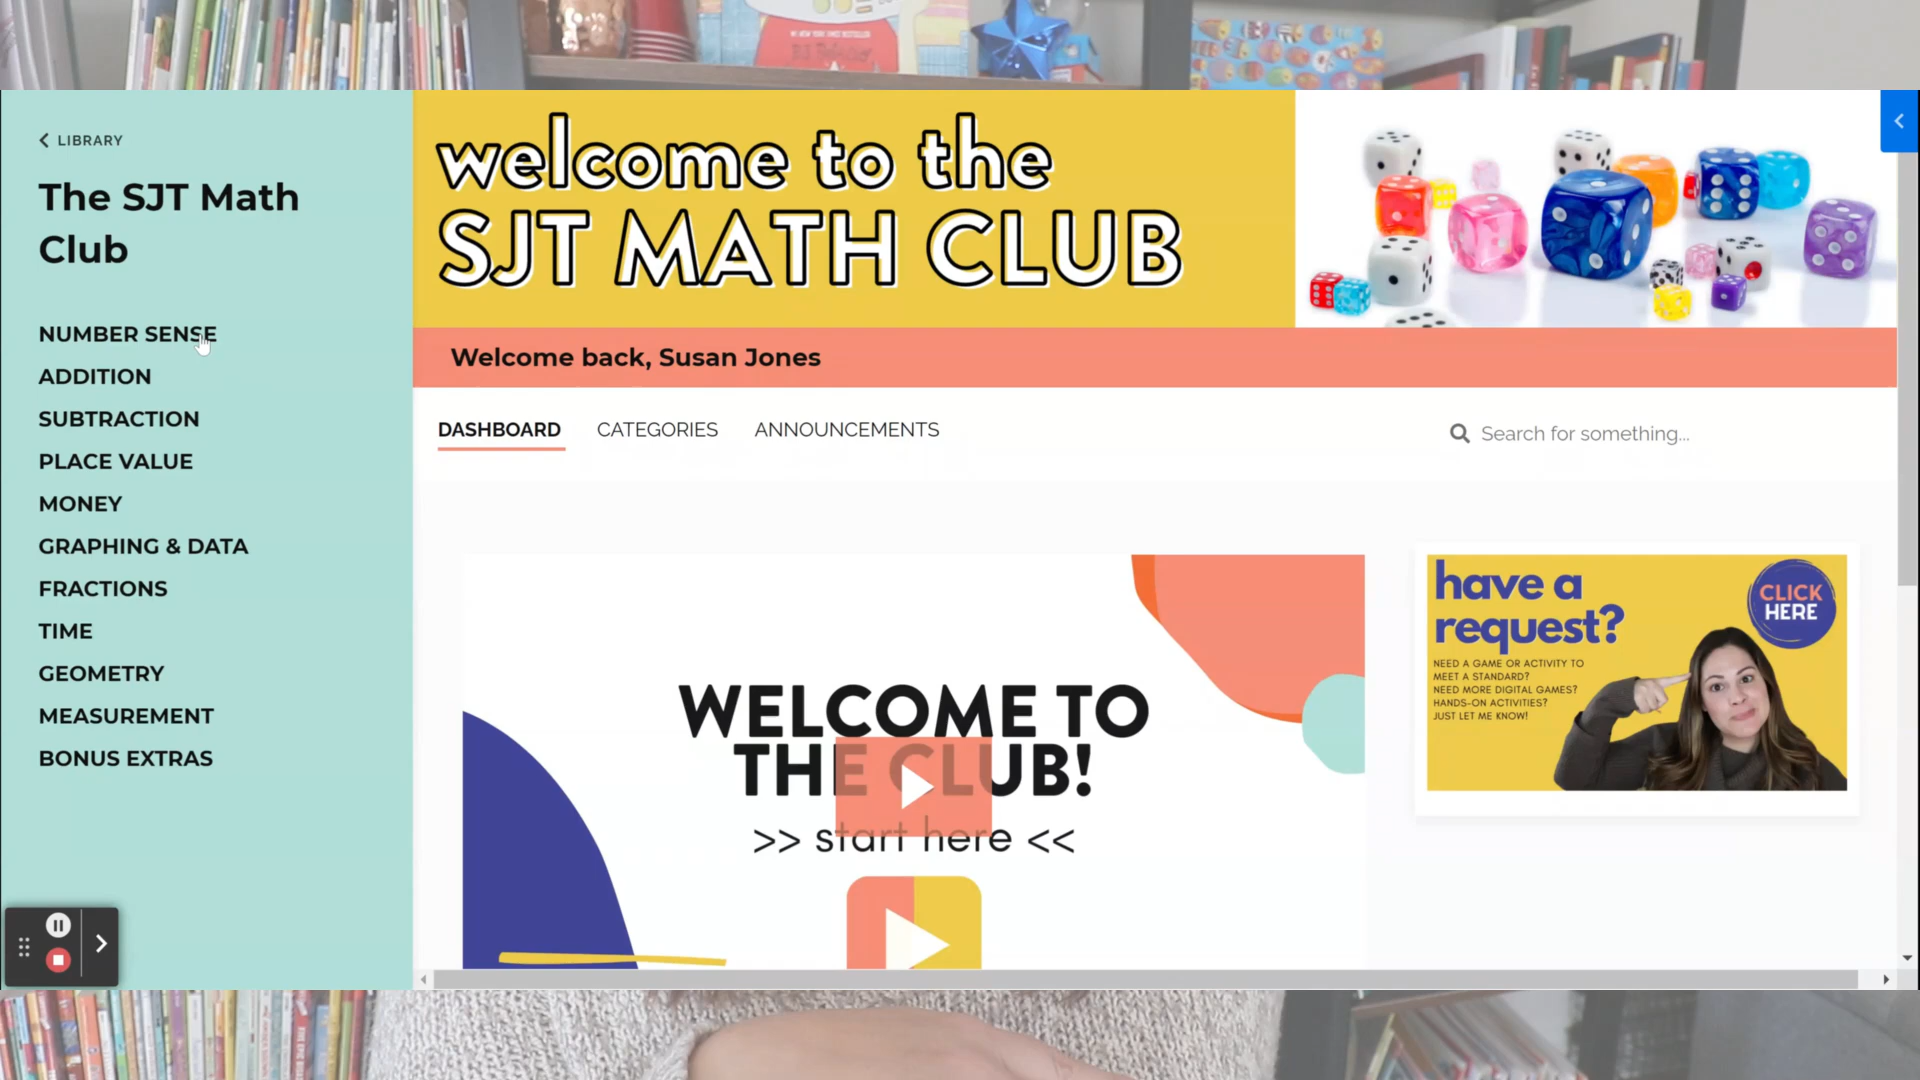 LIBRARY
The SJT Math
Club
NUMBER SENSE
ADDITION
SUBTRACTION
PLACE VALUE
MONEY
GRAPHING & DATA
FRACTIONS
TIME
GEOMETRY
MEASUREMENT
BONUS EXTRAS
welcome to the
SJT MATH CLUB
Welcome back, Susan Jones
DASHBOARD
CATEGORIES
ANNOUNCEMENTS
Search for something...
WELCOME TO
THE CLUB!
>> start here <<
have a
request?
CLICK
HERE
NEED A GAME OR ACTIVITY TO
MEET A STANDARD?
NEED MORE DIGITAL GAMES?
HANDS-ON ACTIVITIES?
JUST LET ME KNOW!